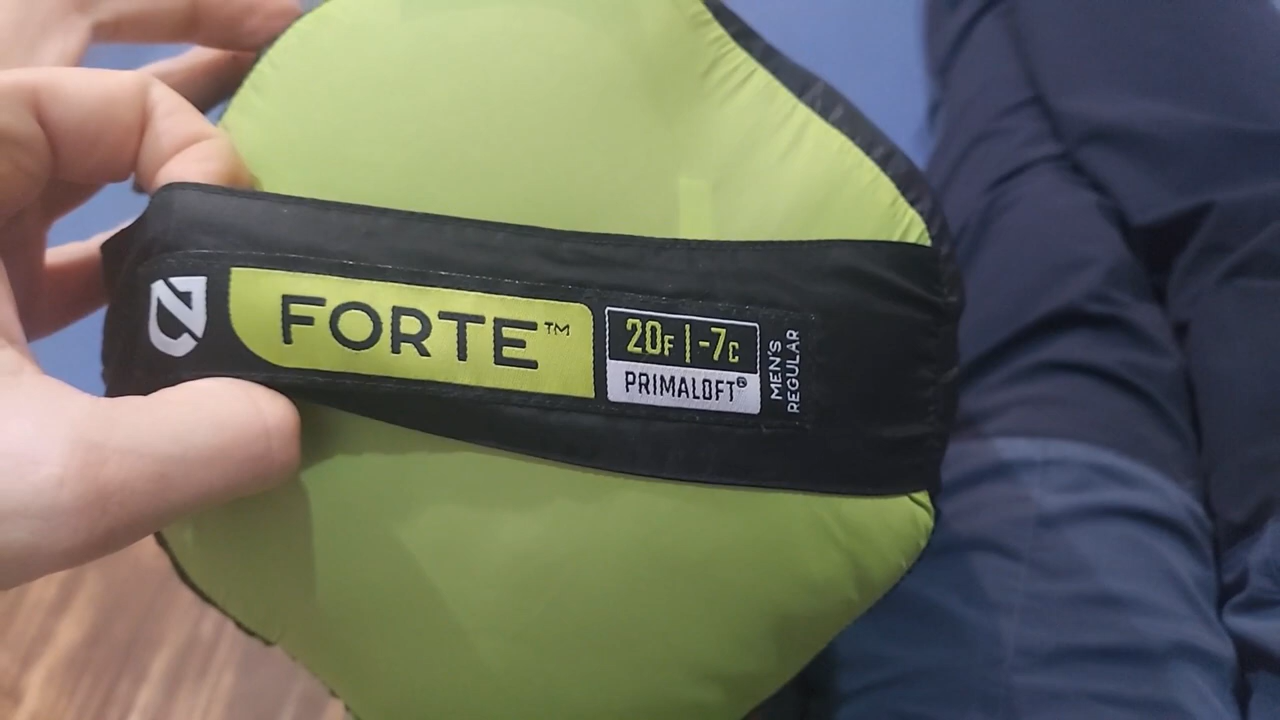 FORTE™
20F | -7C
PRIMALOFT®
MEN'S
REGULAR